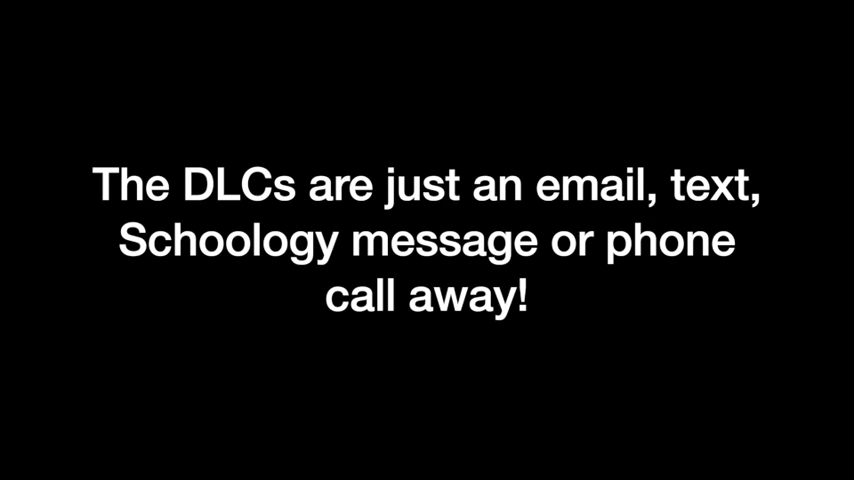 The DLCs are just an email, text,
Schoology message or phone
call away!